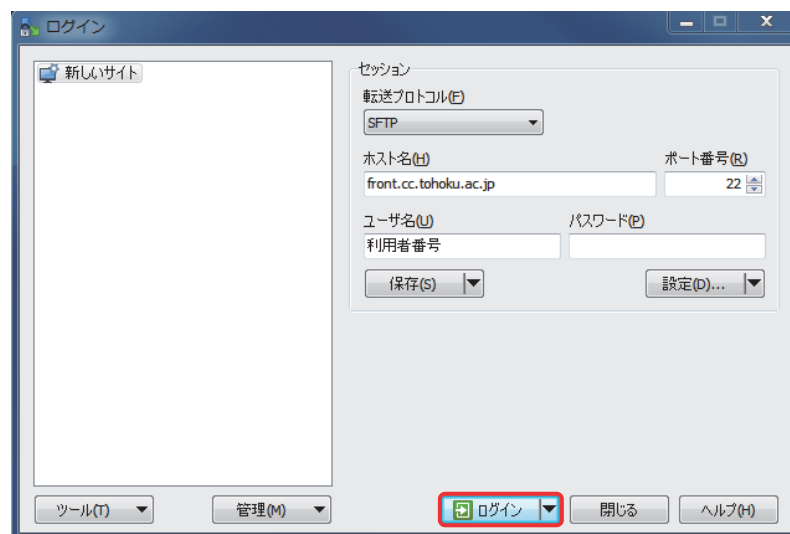 ログイン
新しいサイト
セッション
転送プロトコル(F)
SFTP
ホスト名(H)
ポート番号(R)
front.cc.tohoku.ac.jp
22
ユーザ名(U)
パスワード(P)
利用者番号
保存(S)
設定(D)...
ツール(T)
管理(M)
ログイン
閉じる
ヘルプ(H)